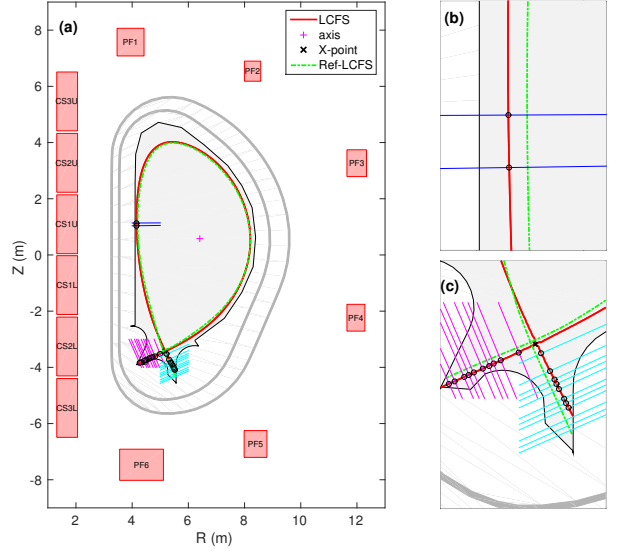 (a)
LCFS
axis
X-point
Ref-LCFS
PF1
PF2
CS3U
CS2U
PF3
CS1U
CS1L
PF4
CS2L
CS3L
PF5
PF6
8
6
4
2
0
-2
-4
-6
-8
Z (m)
2
4
6
8
10
12
R (m)
(b)
(c)